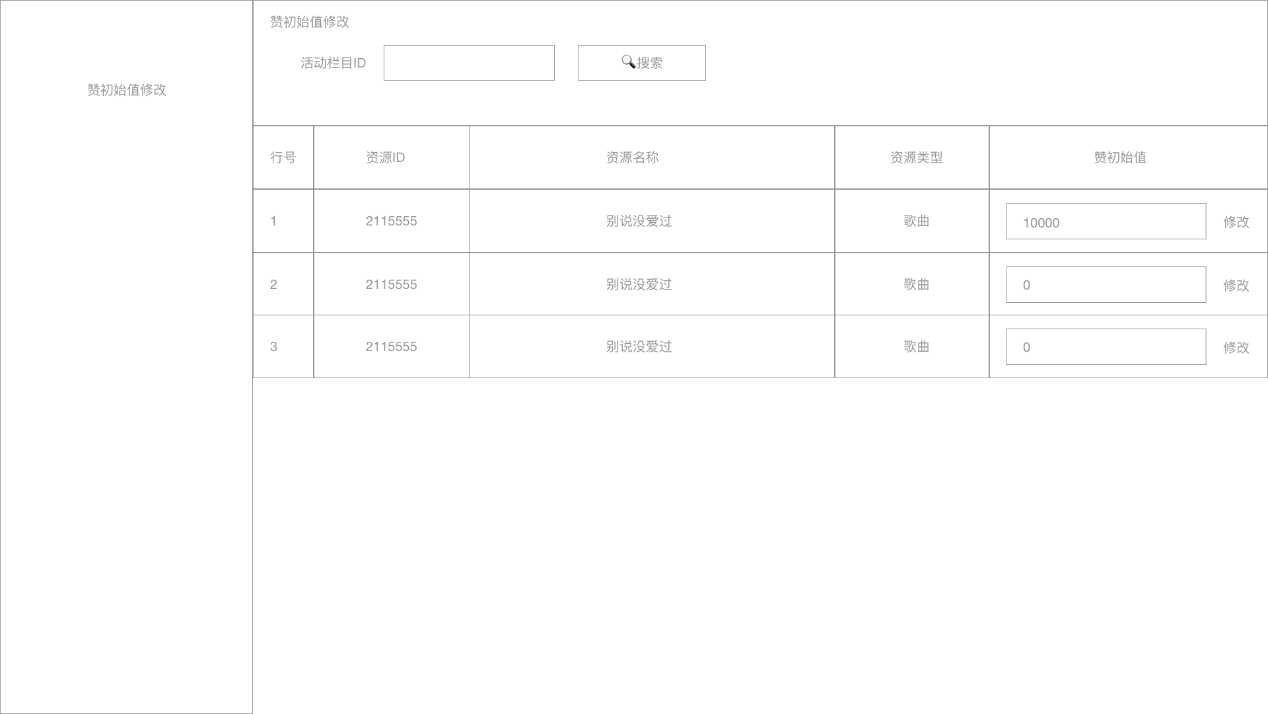 赞初始值修改
赞初始值修改
活动栏目ID
🔍搜索
行号 资源ID 资源名称 资源类型 赞初始值
1 2115555 别说没爱过 歌曲 10000 修改
2 2115555 别说没爱过 歌曲 0 修改
3 2115555 别说没爱过 歌曲 0 修改